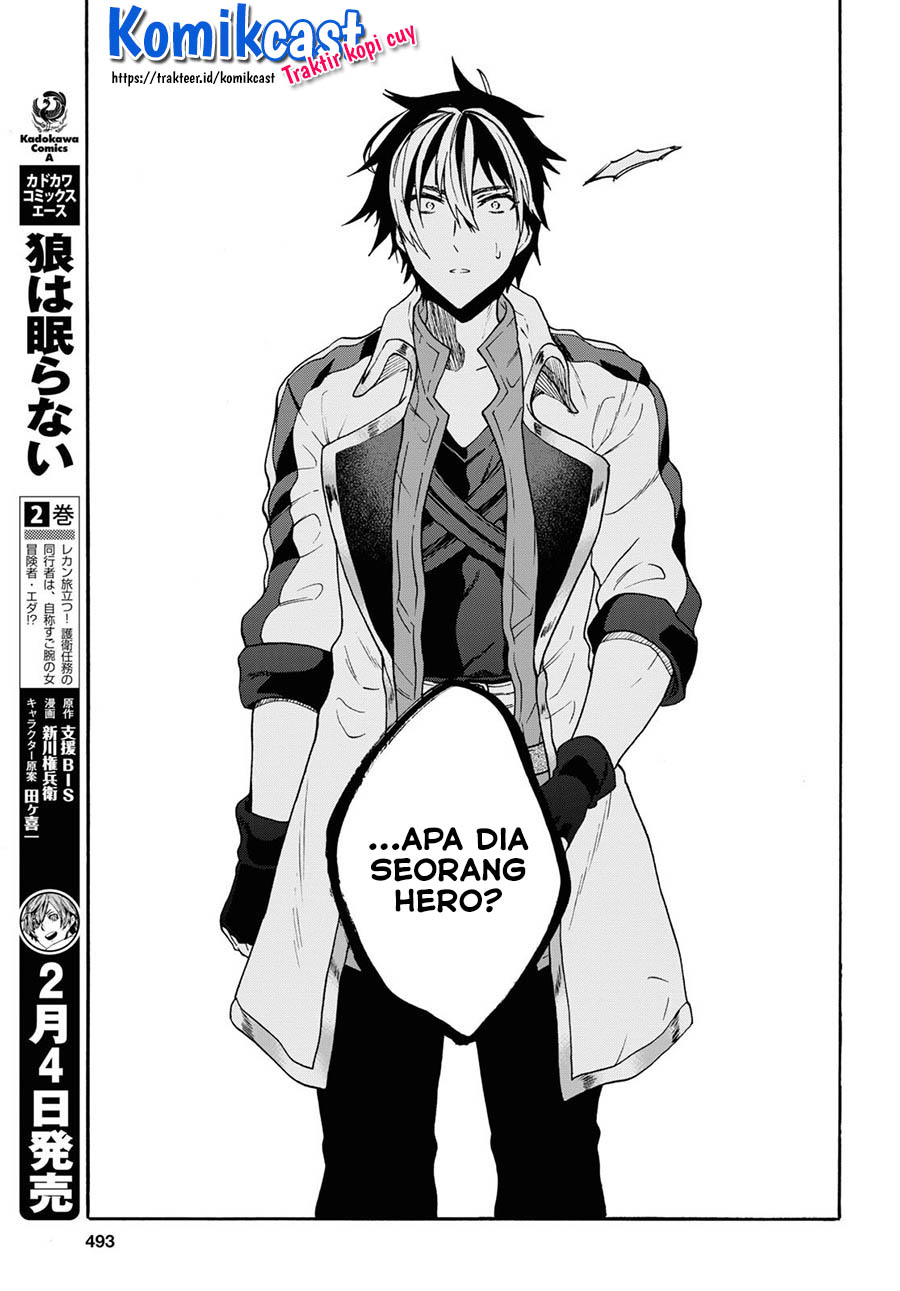 Komikcast
https://trakteer.id/komikcast
Traktir kopi cuy
Kadokawa
Comics
A
カドカワ
コミックス
エース
狼は眠らない
2巻
レカン旅立つ！ 護衛任務の
同行者は、自称すご腕の女
冒険者・エダ!?
原作 支援BIS
漫画 新川権兵衛
キャラクター原案 田ヶ喜一
2月4日発売
...APA DIA
SEORANG
HERO?
493